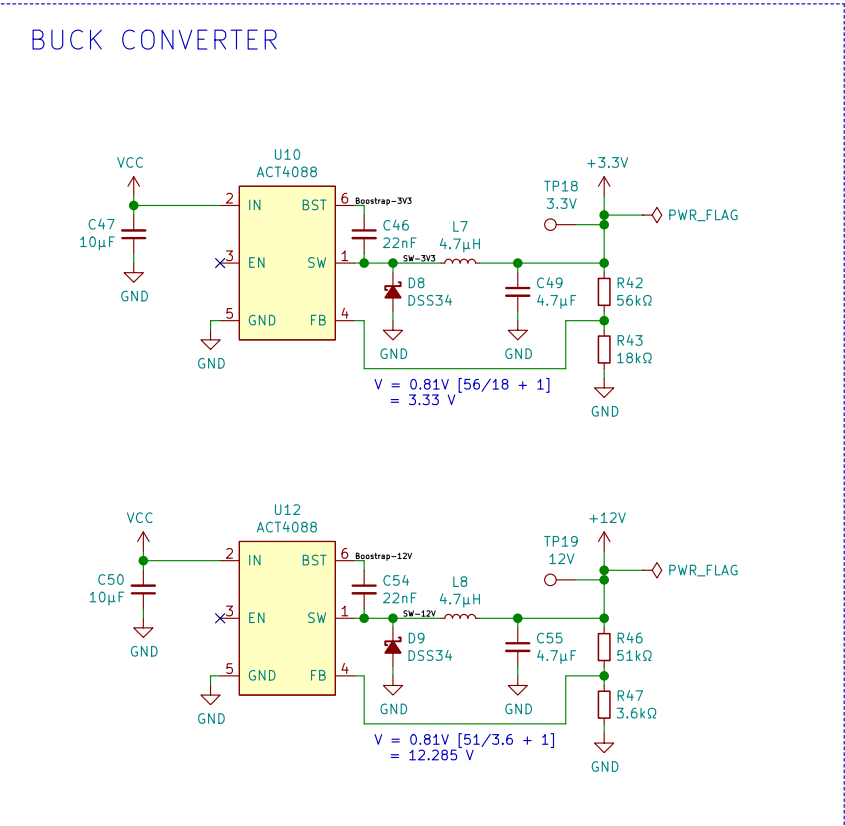 BUCK CONVERTER
VCC
U10
ACT4088
+3.3V
TP18
3.3V
PWR_FLAG
2 IN
BST 6
Boostrap-3V3
C47
10µF
C46
22nF
L7
4.7µH
3 EN
SW 1
SW-3V3
GND
D8
DSS34
C49
4.7µF
R42
56kΩ
5 GND
FB 4
GND
GND
GND
R43
18kΩ
V = 0.81V [56/18 + 1]
= 3.33 V
GND
VCC
U12
ACT4088
+12V
TP19
12V
PWR_FLAG
2 IN
BST 6
Boostrap-12V
C50
10µF
C54
22nF
L8
4.7µH
3 EN
SW 1
SW-12V
GND
D9
DSS34
C55
4.7µF
R46
51kΩ
5 GND
FB 4
GND
GND
GND
R47
3.6kΩ
V = 0.81V [51/3.6 + 1]
= 12.285 V
GND